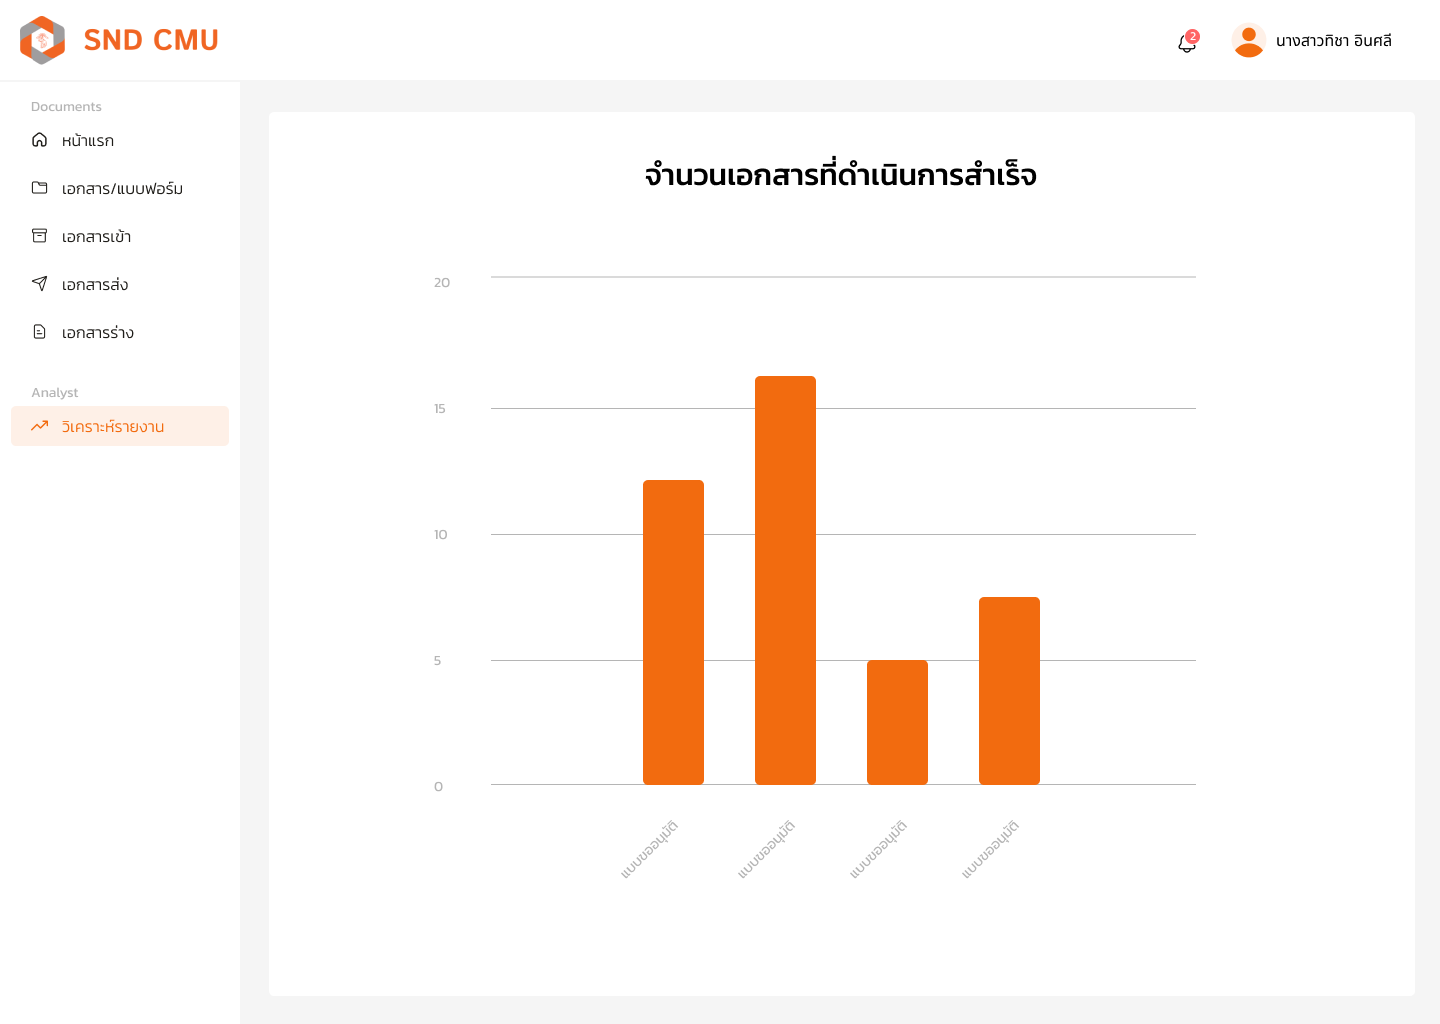 SND CMU
2
นางสาวทิชา อินศลี
Documents
หน้าแรก
เอกสาร/แบบฟอร์ม
เอกสารเข้า
เอกสารส่ง
เอกสารร่าง
Analyst
วิเคราะห์รายงาน
จำนวนเอกสารที่ดำเนินการสำเร็จ
20
15
10
5
0
แบบขออนุมัติ
แบบขออนุมัติ
แบบขออนุมัติ
แบบขออนุมัติ